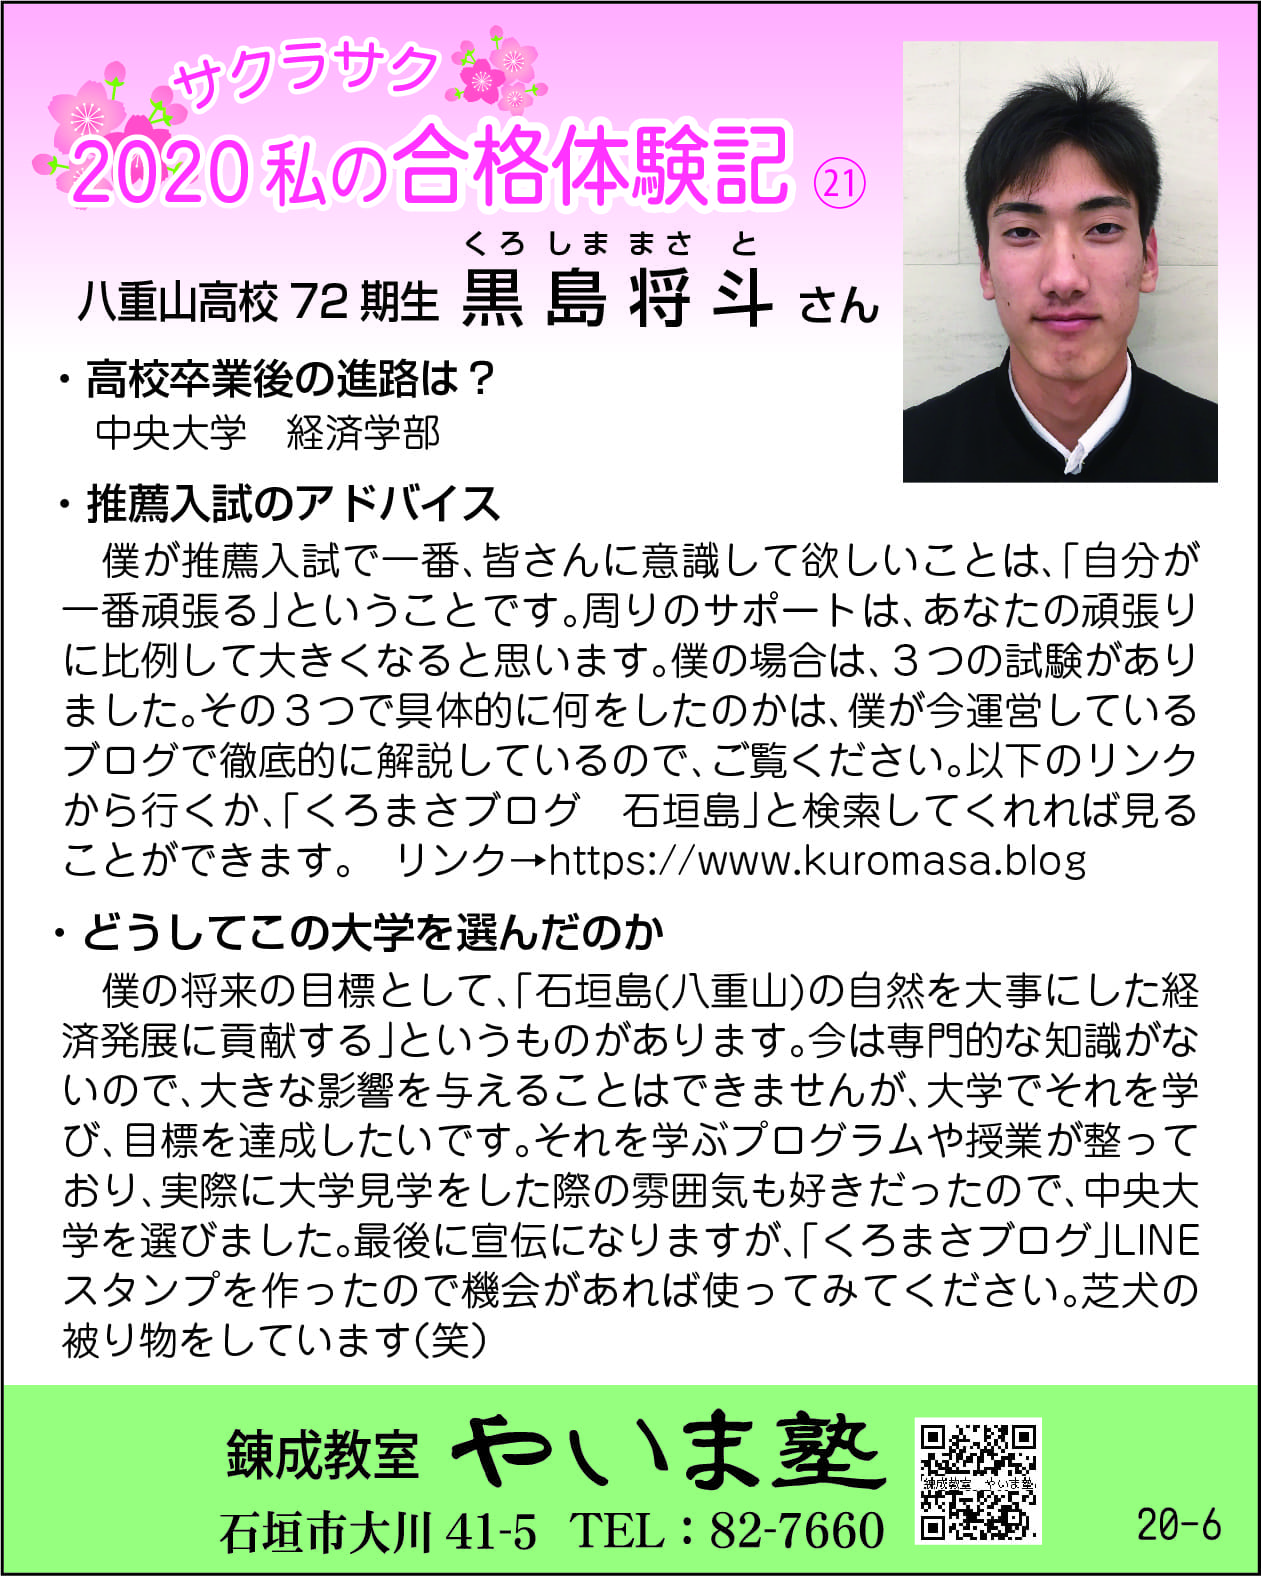 サクラサク
2020 私の合格体験記 ㉑
くろ しま まさ と
八重山高校 72 期生 黒島将斗 さん
・高校卒業後の進路は？
中央大学　経済学部
・推薦入試のアドバイス
　僕が推薦入試で一番、皆さんに意識して欲しいことは、「自分が
一番頑張る」ということです。周りのサポートは、あなたの頑張り
に比例して大きくなると思います。僕の場合は、３つの試験があり
ました。その３つで具体的に何をしたのかは、僕が今運営している
ブログで徹底的に解説しているので、ご覧ください。以下のリンク
から行くか、「くろまさブログ　石垣島」と検索してくれれば見る
ことができます。　リンク→https://www.kuromasa.blog
・どうしてこの大学を選んだのか
　僕の将来の目標として、「石垣島(八重山)の自然を大事にした経
済発展に貢献する」というものがあります。今は専門的な知識がな
いので、大きな影響を与えることはできませんが、大学でそれを学
び、目標を達成したいです。それを学ぶプログラムや授業が整って
おり、実際に大学見学をした際の雰囲気も好きだったので、中央大
学を選びました。最後に宣伝になりますが、「くろまさブログ」LINE
スタンプを作ったので機会があれば使ってみてください。芝犬の
被り物をしています(笑)
錬成教室 やいま塾
錬成教室　やいま塾
石垣市大川 41-5 TEL：82-7660
20-6